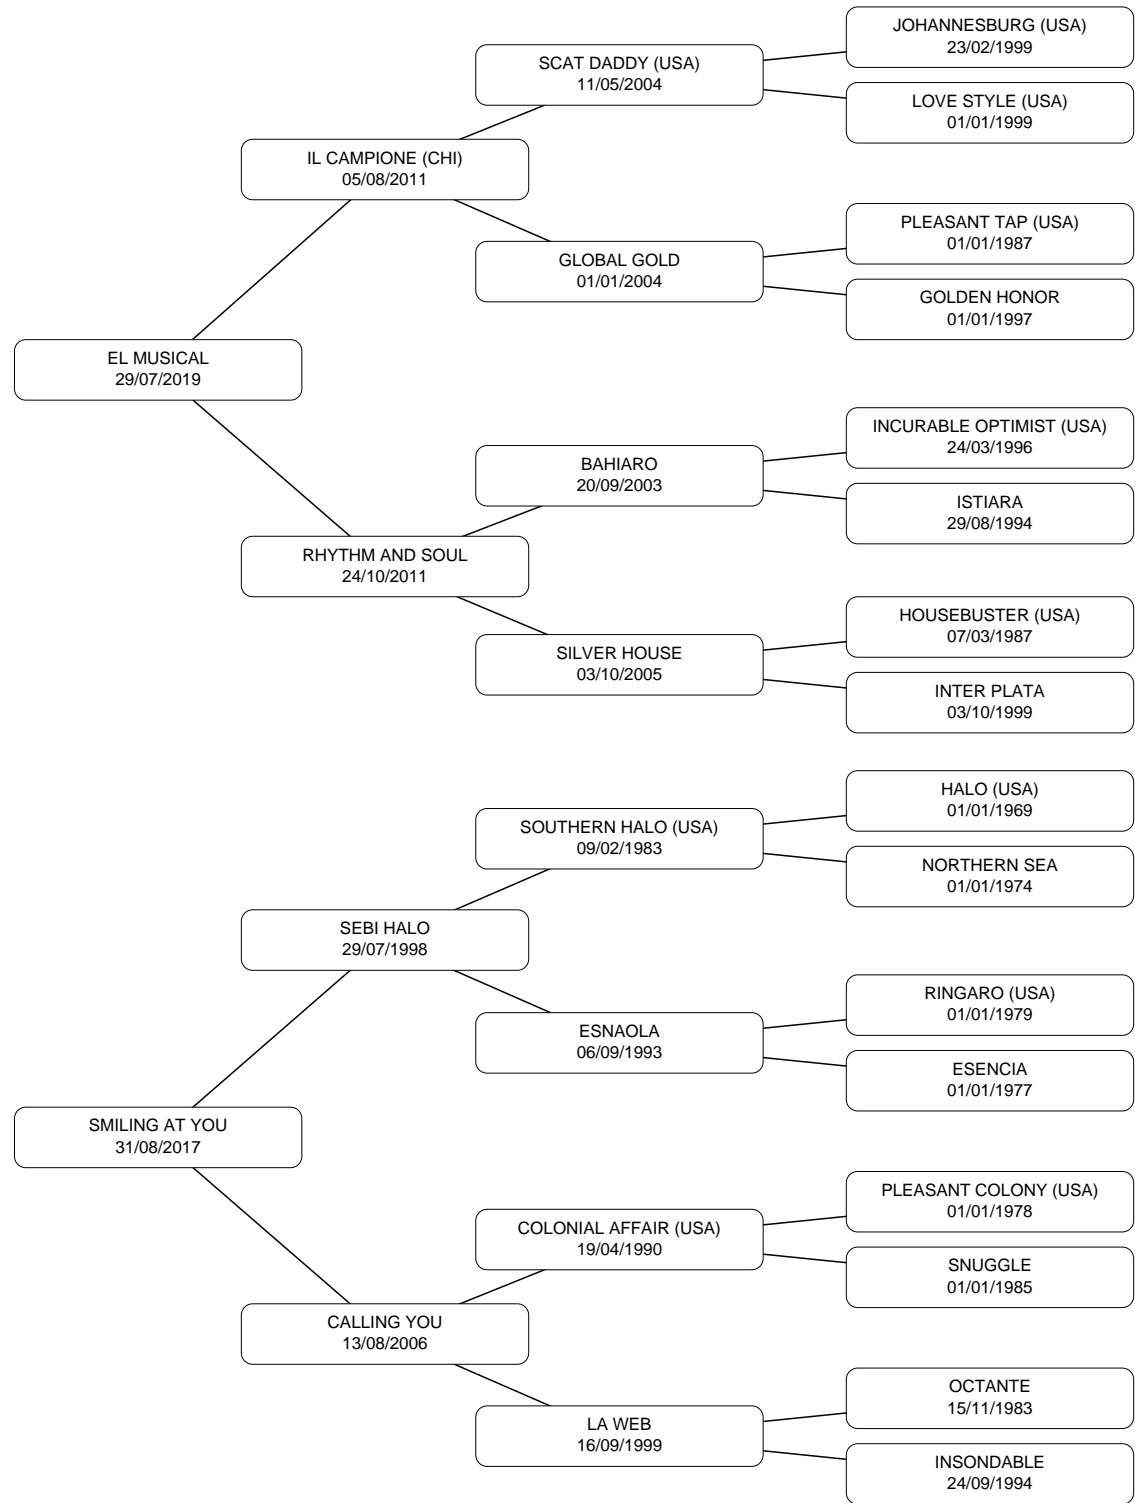 JOHANNESBURG (USA)
23/02/1999
SCAT DADDY (USA)
11/05/2004
LOVE STYLE (USA)
01/01/1999
IL CAMPIONE (CHI)
05/08/2011
PLEASANT TAP (USA)
01/01/1987
GLOBAL GOLD
01/01/2004
GOLDEN HONOR
01/01/1997
EL MUSICAL
29/07/2019
INCURABLE OPTIMIST (USA)
24/03/1996
BAHIARO
20/09/2003
ISTIARA
29/08/1994
RHYTHM AND SOUL
24/10/2011
HOUSEBUSTER (USA)
07/03/1987
SILVER HOUSE
03/10/2005
INTER PLATA
03/10/1999
HALO (USA)
01/01/1969
SOUTHERN HALO (USA)
09/02/1983
NORTHERN SEA
01/01/1974
SEBI HALO
29/07/1998
RINGARO (USA)
01/01/1979
ESNAOLA
06/09/1993
ESENCIA
01/01/1977
SMILING AT YOU
31/08/2017
PLEASANT COLONY (USA)
01/01/1978
COLONIAL AFFAIR (USA)
19/04/1990
SNUGGLE
01/01/1985
CALLING YOU
13/08/2006
OCTANTE
15/11/1983
LA WEB
16/09/1999
INSONDABLE
24/09/1994